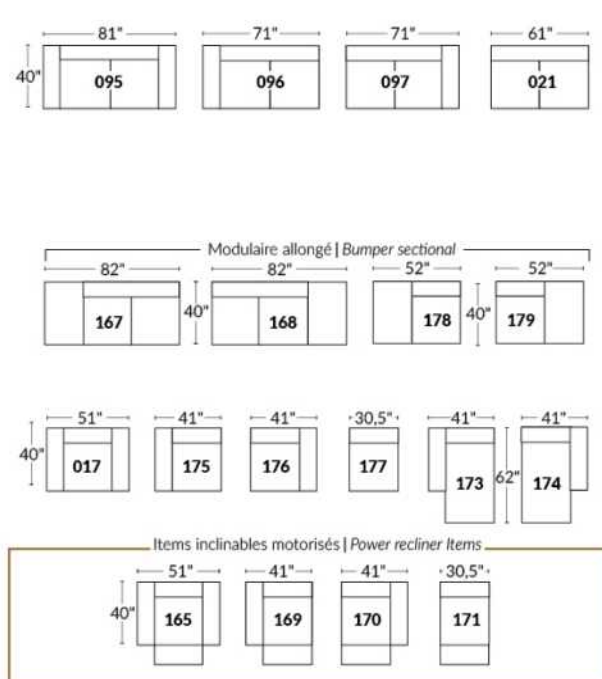 81" 71" 71" 61"
40" 095 096 097 021
Modulaire allongé | Bumper sectional
82" 82" 52" 52"
167 40" 168 178 40" 179
51" 41" 41" 30,5" 41" 41"
40" 017 175 176 177 173 62" 174
Items inclinables motorisés | Power recliner Items
51" 41" 41" 30,5"
40" 165 169 170 171